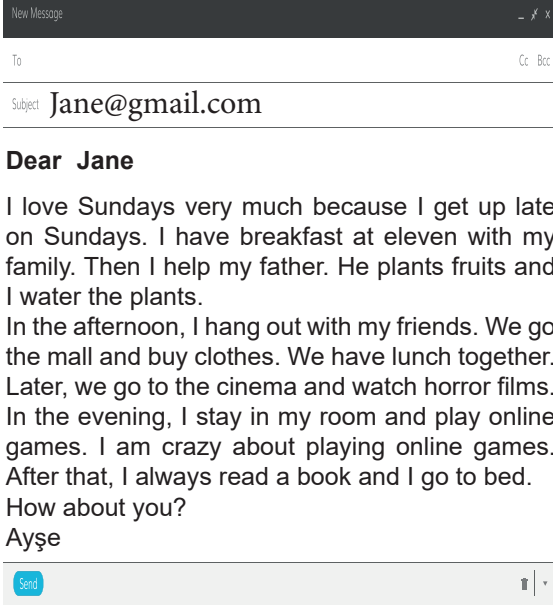 New Message
To Cc Bcc
Subject Jane@gmail.com
Dear Jane
I love Sundays very much because I get up late
on Sundays. I have breakfast at eleven with my
family. Then I help my father. He plants fruits and
I water the plants.
In the afternoon, I hang out with my friends. We go
the mall and buy clothes. We have lunch together.
Later, we go to the cinema and watch horror films.
In the evening, I stay in my room and play online
games. I am crazy about playing online games.
After that, I always read a book and I go to bed.
How about you?
Ayşe
Send